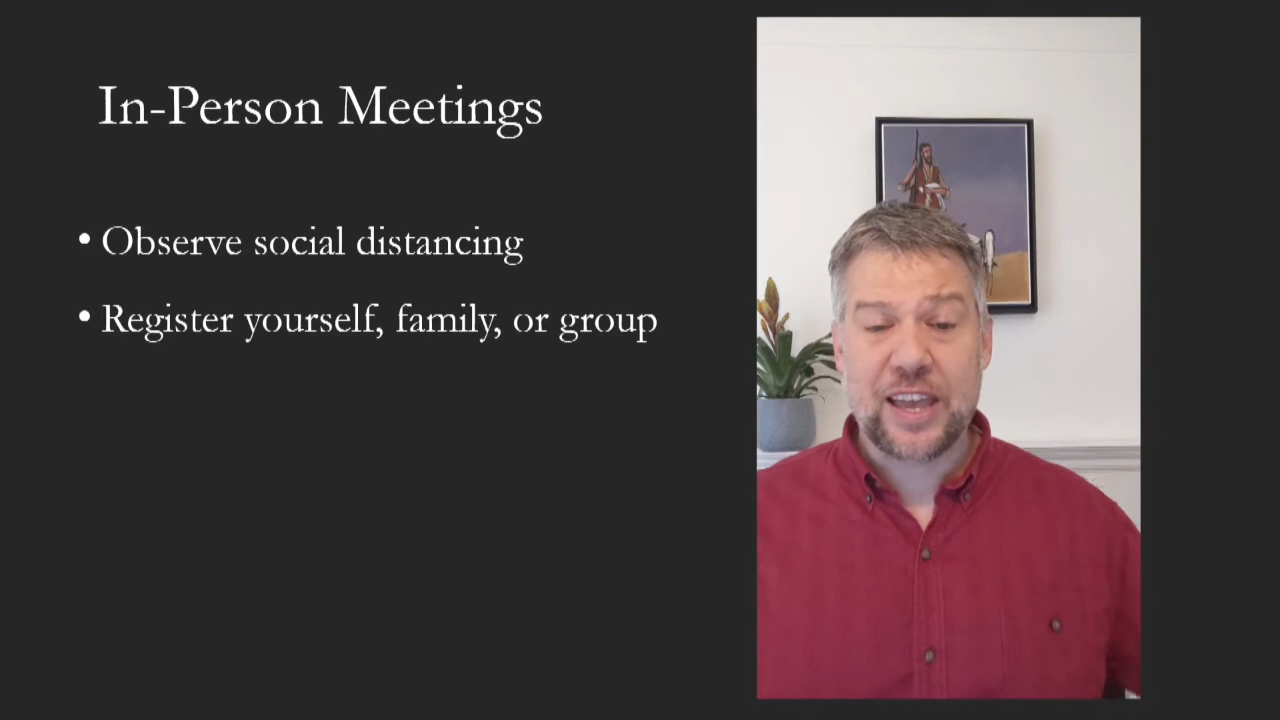 In-Person Meetings
• Observe social distancing
• Register yourself, family, or group